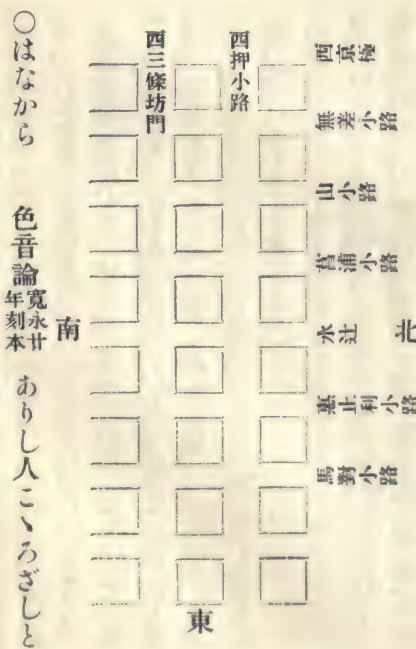 西京極
無差小路
山小路
菖蒲小路
木辻
惠止利小路
馬對小路
北
西押小路
西三條坊門
東
南
○はなから 色音論 寛永廿年刻本 ありし人こゝろざしと